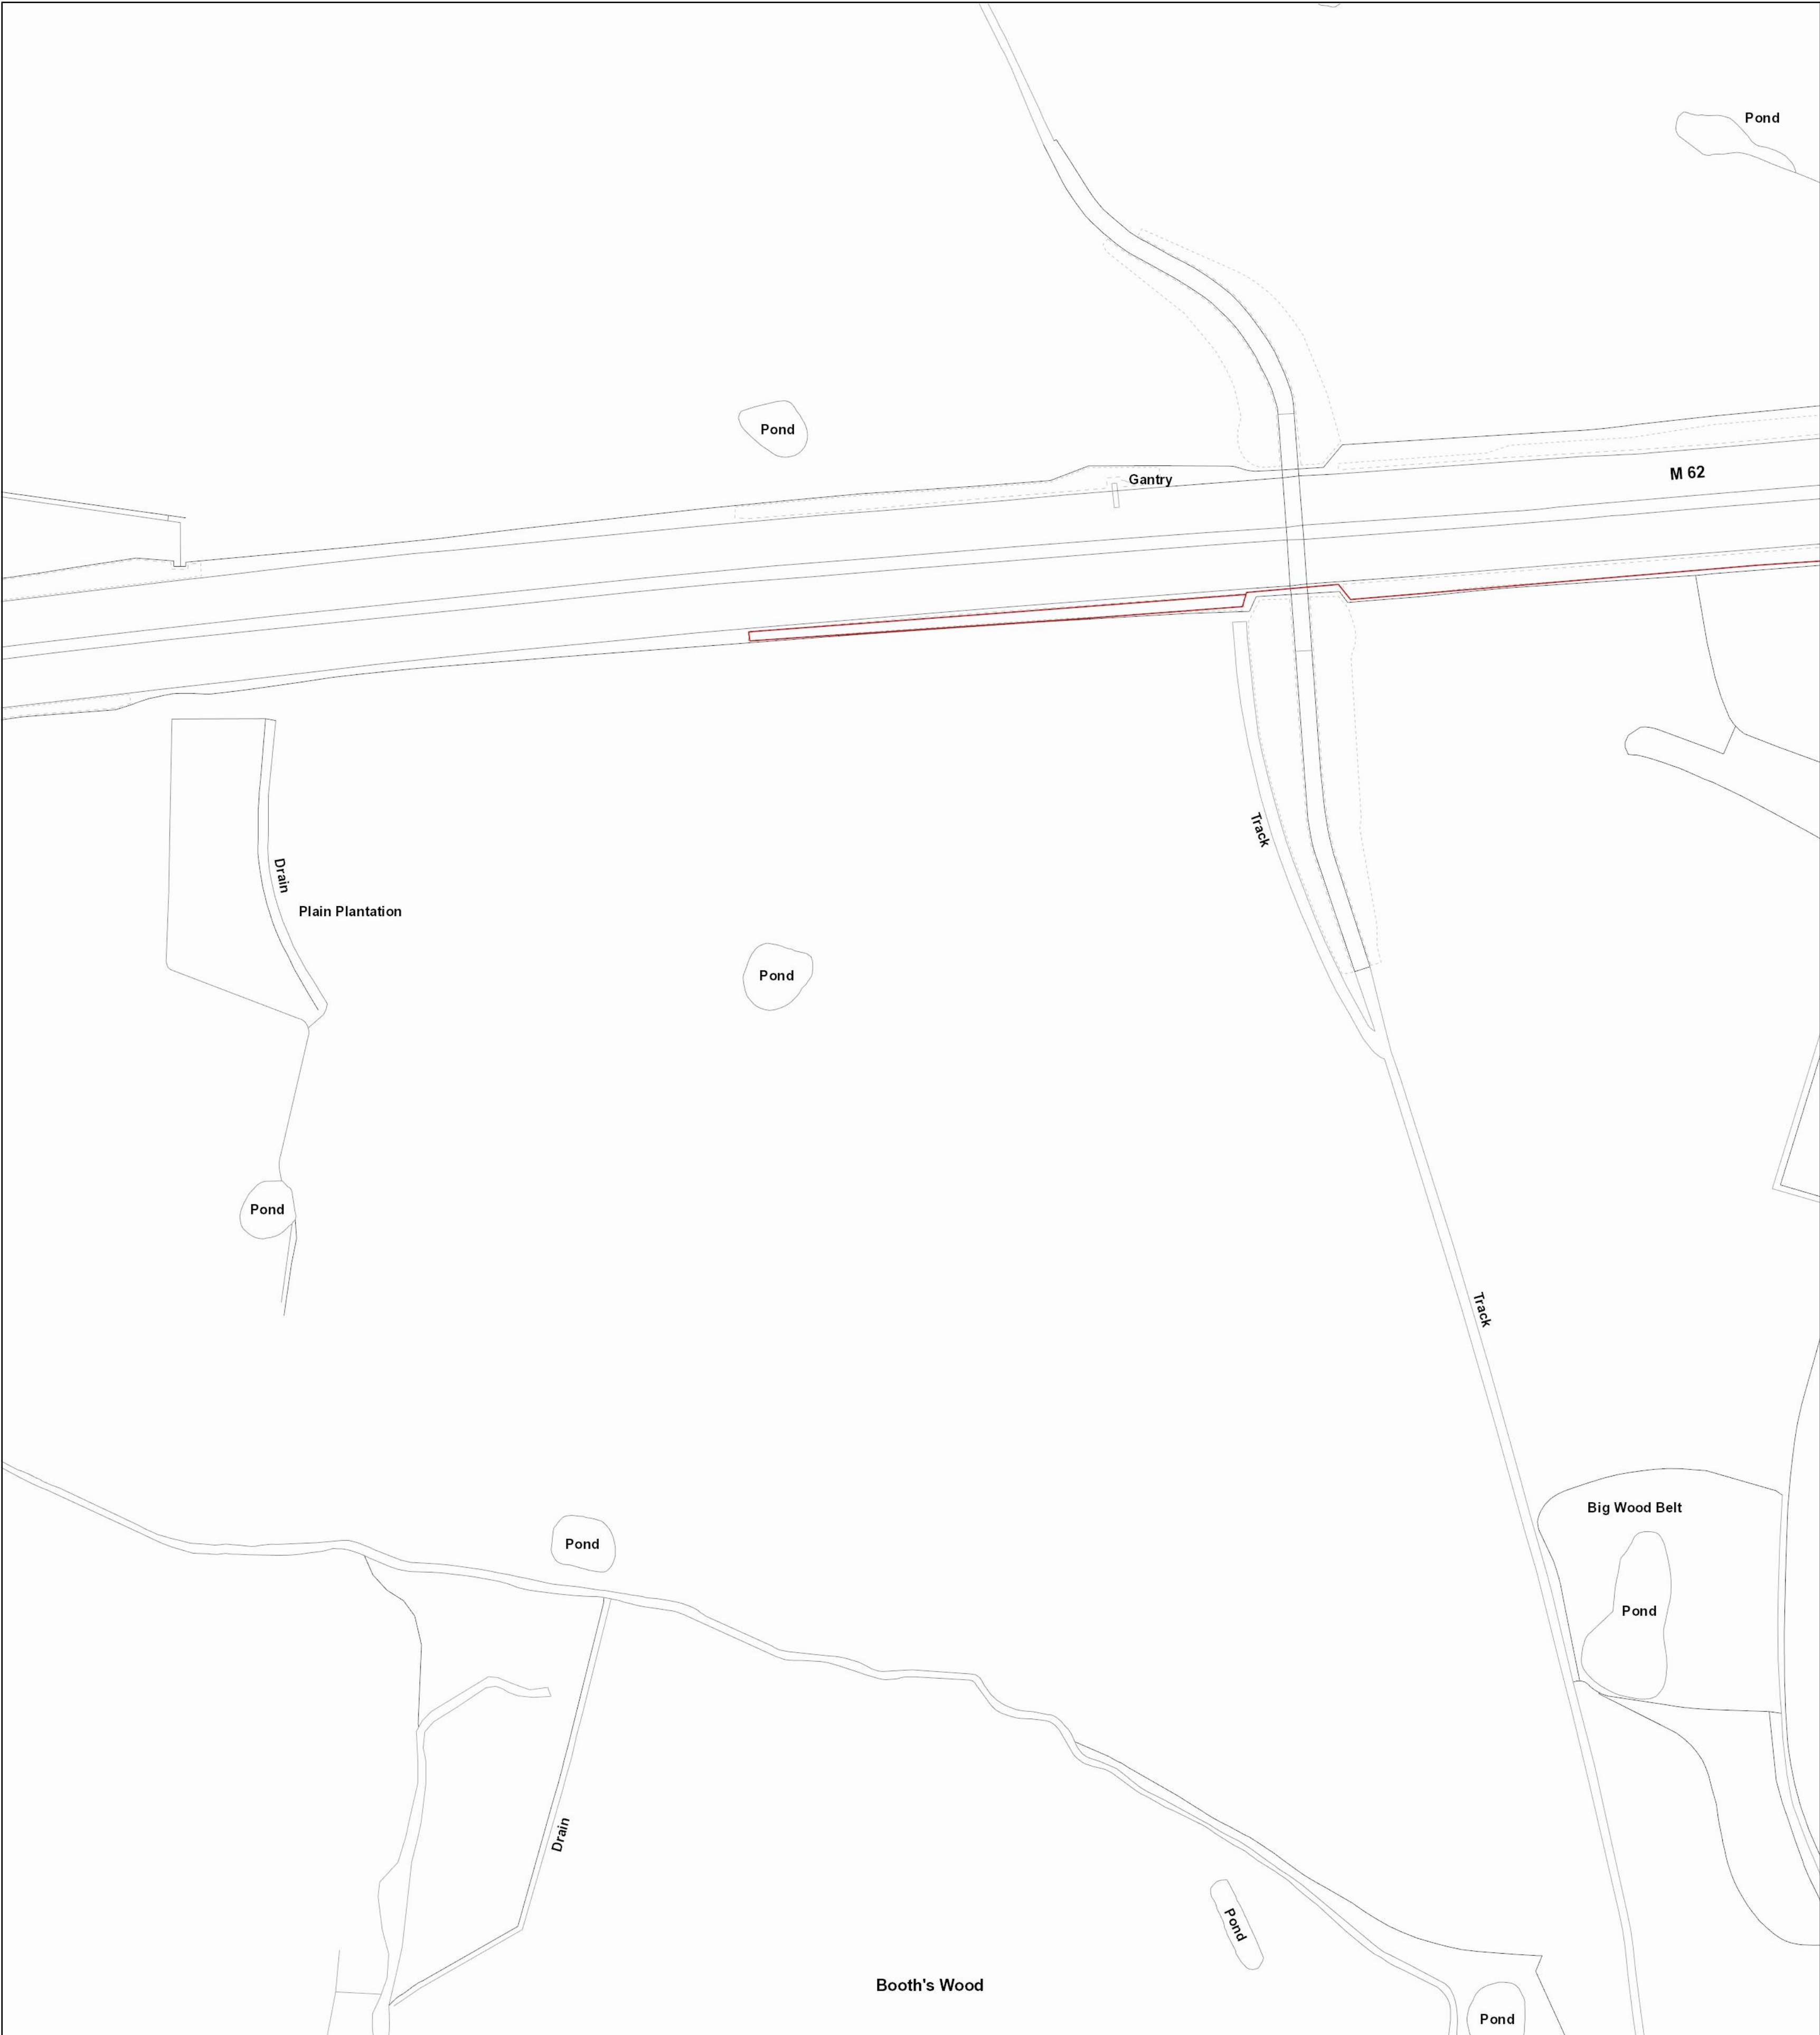 Pond
Pond
Gantry
M 62
Track
Drain
Plain Plantation
Pond
Pond
Track
Big Wood Belt
Pond
Pond
Drain
Pond
Booth's Wood
Pond